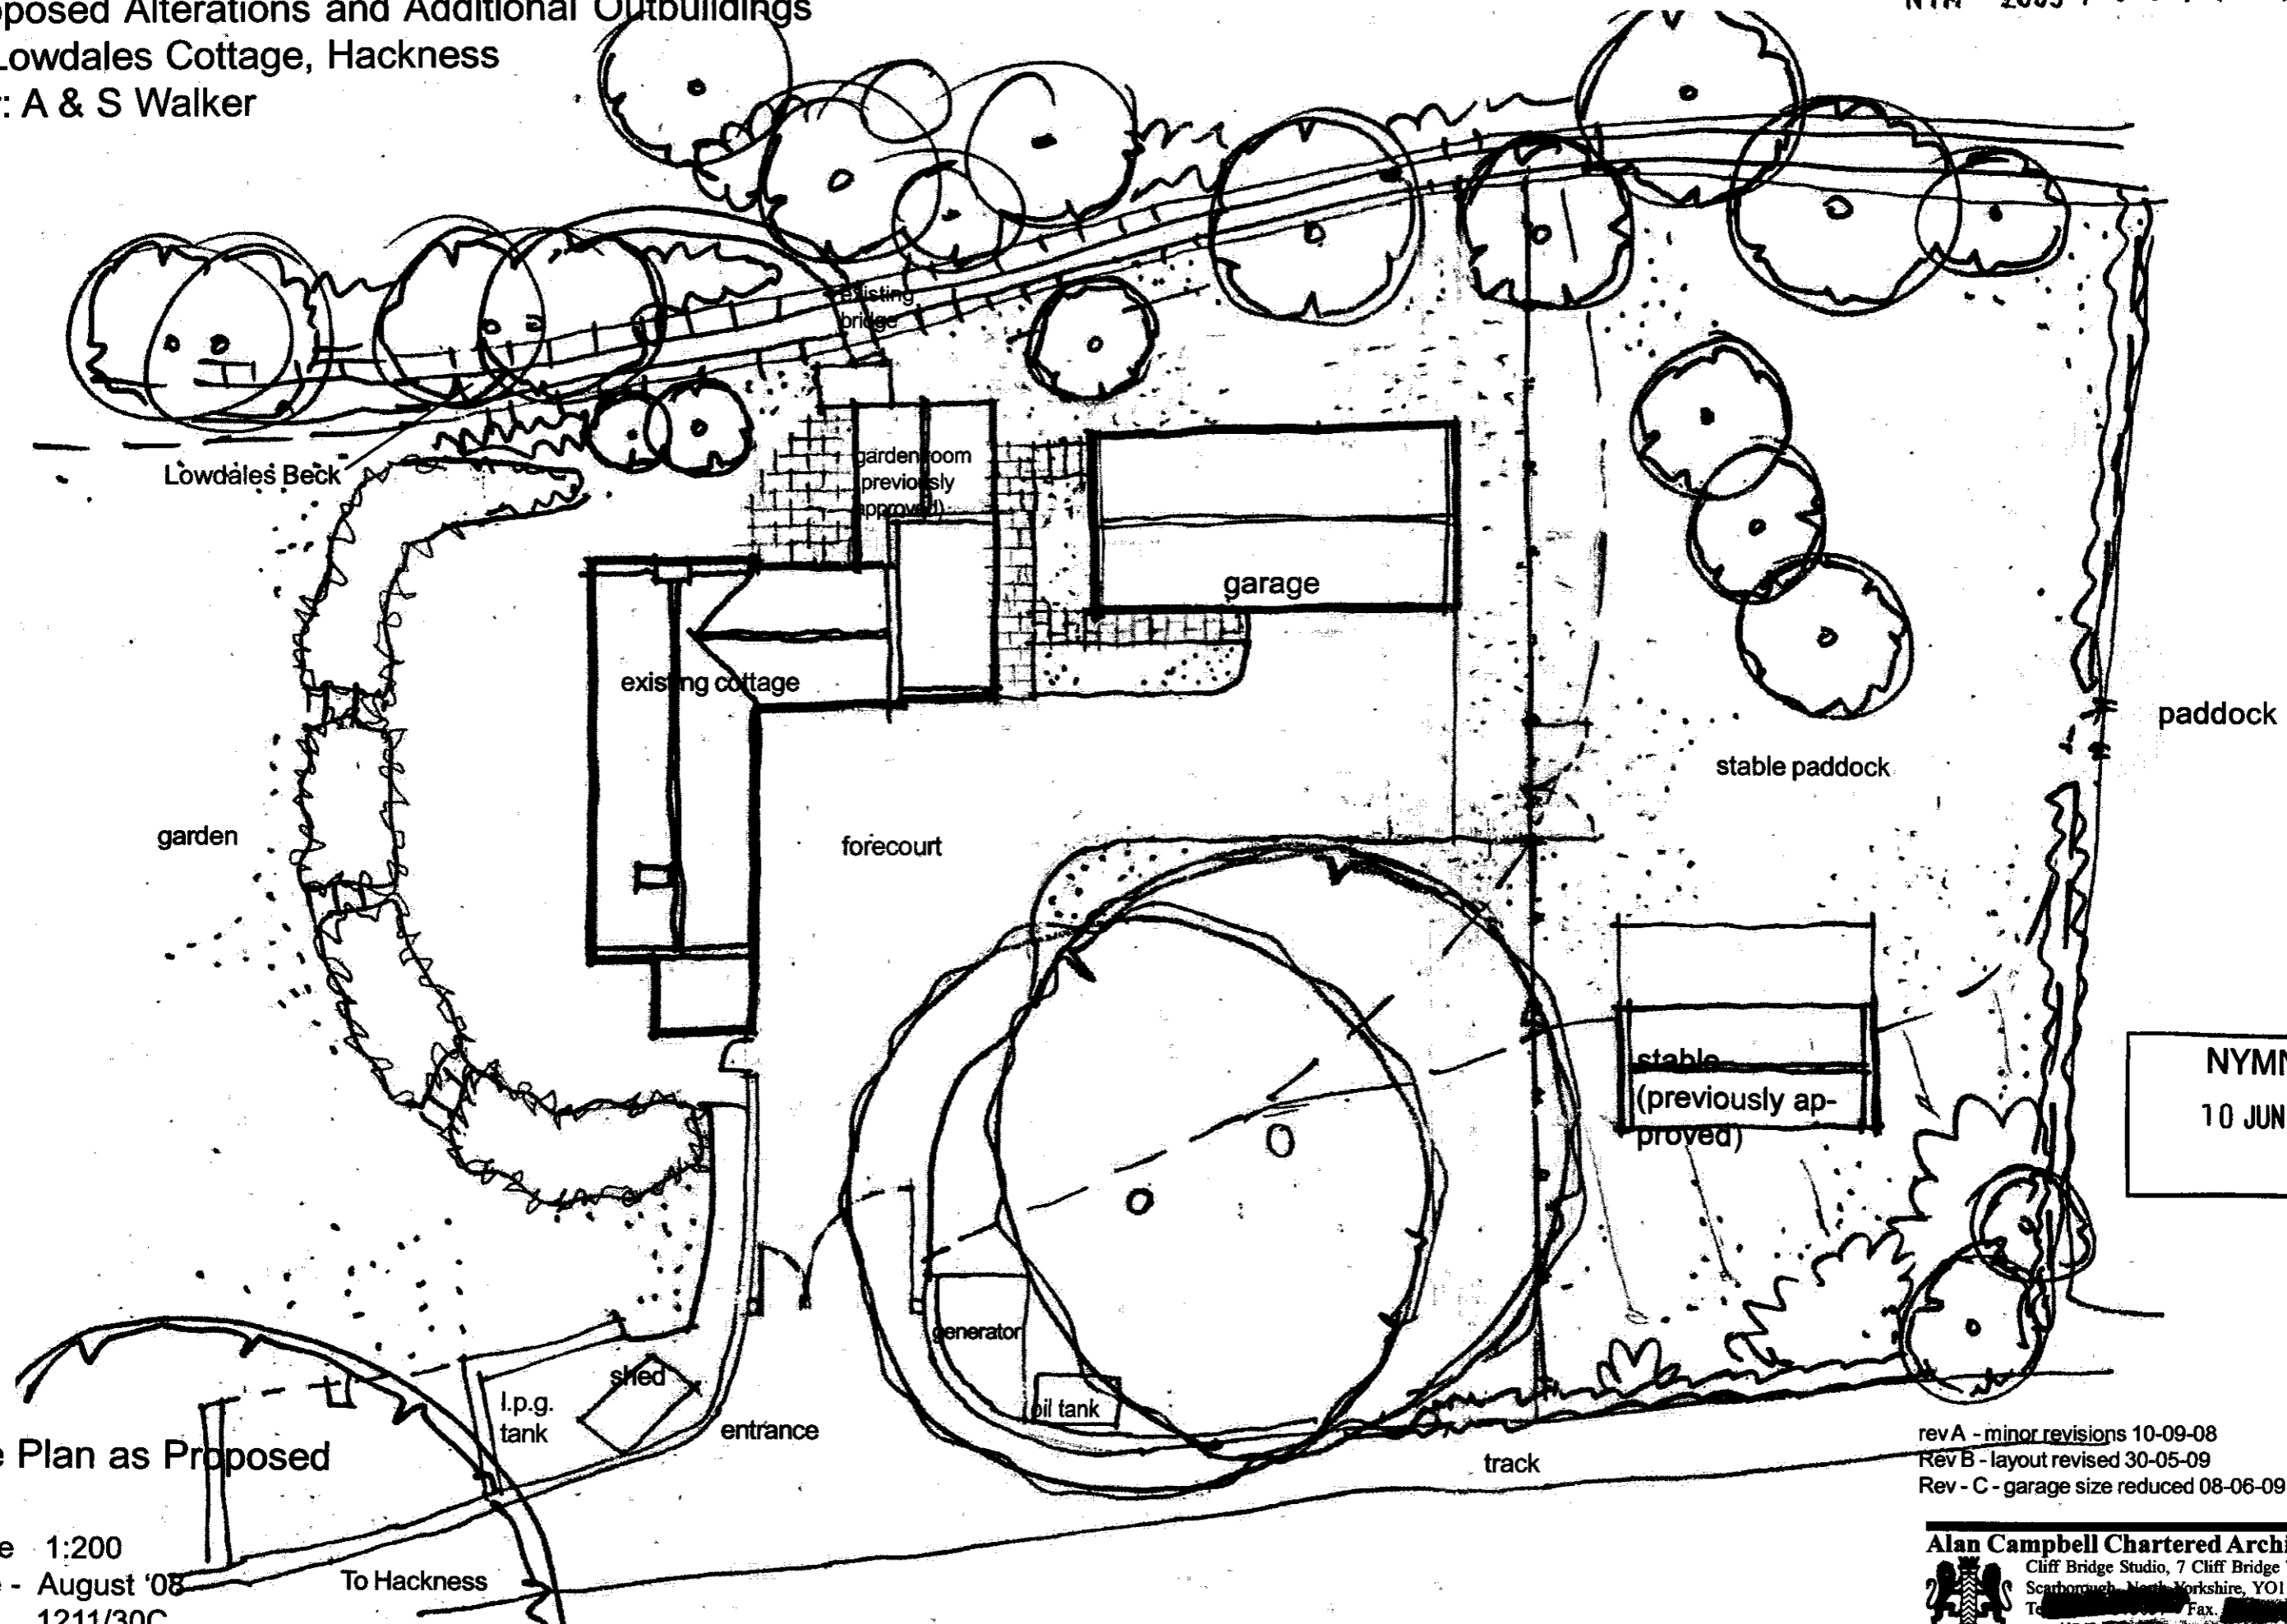 posed Alterations and Additional Outbuildings
Lowdales Cottage, Hackness
: A & S Walker
existing
bridge
Lowdales Beck
garden room
previously
approved)
garage
existing cottage
paddock
stable paddock
garden
forecourt
NYMN
10 JUN
stable
(previously ap-
proved)
generator
shed
l.p.g.
tank
oil tank
entrance
Plan as Proposed
track
rev A - minor revisions 10-09-08
Rev B - layout revised 30-05-09
Rev - C - garage size reduced 08-06-09
1:200
- August '08
1211/30C
To Hackness
Alan Campbell Chartered Archi
Cliff Bridge Studio, 7 Cliff Bridge
Scarborough, North Yorkshire, YO1
Fax.